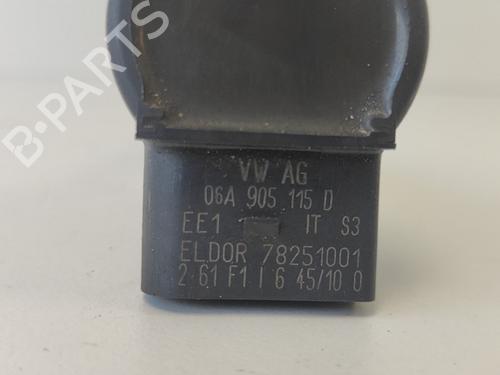 B-PARTS
VW AG
06A 905 115 D
EE1 IT S3
ELDOR 78251001
2 61 F1 I 6 45/10 0